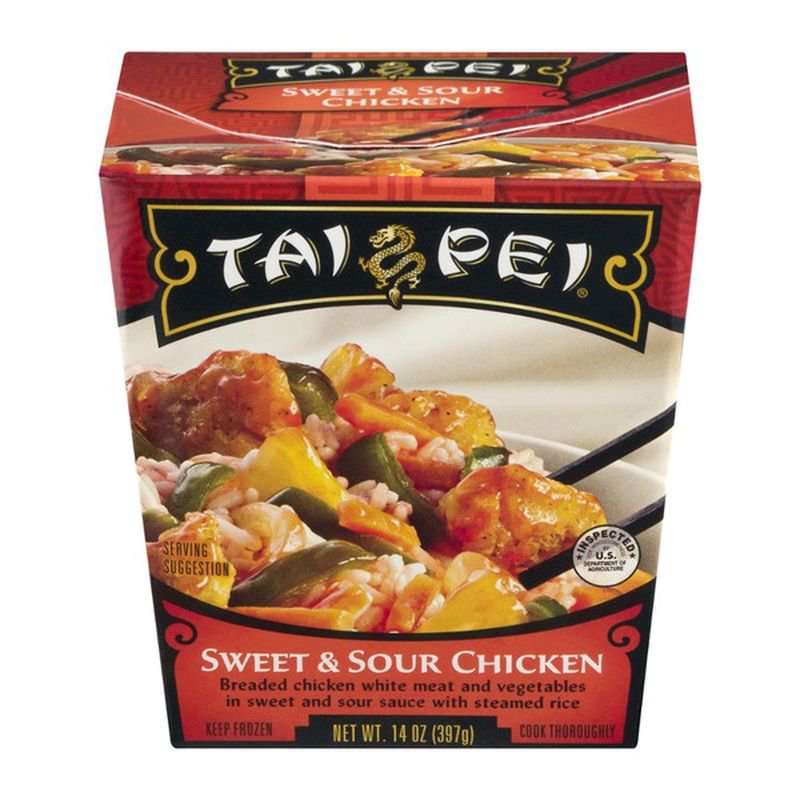 TAI PEI
SWEET & SOUR
CHICKEN
TAI PEI®
SERVING
SUGGESTION
INSPECTED
BY
U.S.
DEPARTMENT OF
AGRICULTURE
SWEET & SOUR CHICKEN
Breaded chicken white meat and vegetables
in sweet and sour sauce with steamed rice
KEEP FROZEN
NET WT. 14 OZ (397g)
COOK THOROUGHLY